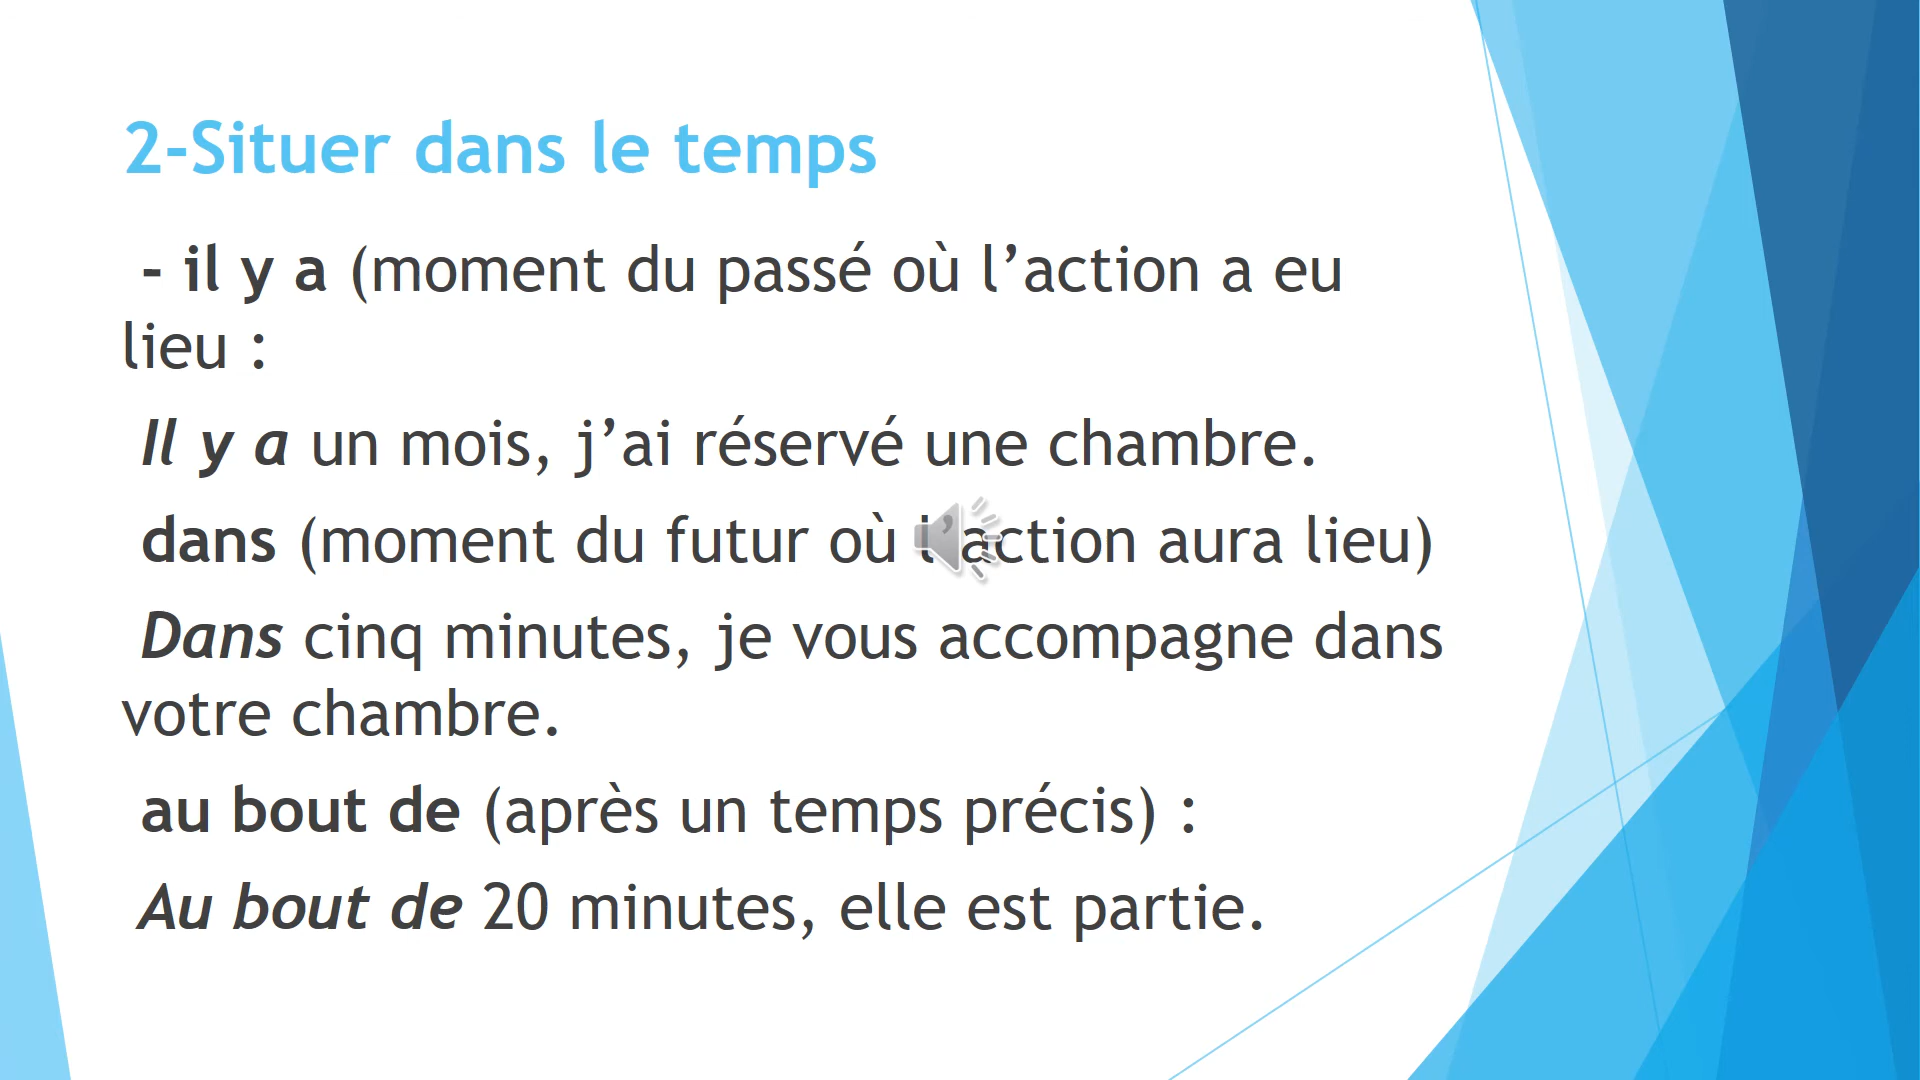 2-Situer dans le temps
- il y a (moment du passé où l’action a eu
lieu :
Il y a un mois, j’ai réservé une chambre.
dans (moment du futur où l’action aura lieu)
Dans cinq minutes, je vous accompagne dans
votre chambre.
au bout de (après un temps précis) :
Au bout de 20 minutes, elle est partie.